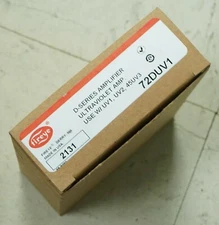 fireye
D-SERIES AMPLIFIER
ULTRAVIOLET AMP
USE W/ UV1, UV2, 45UV3
72DUV1
2131